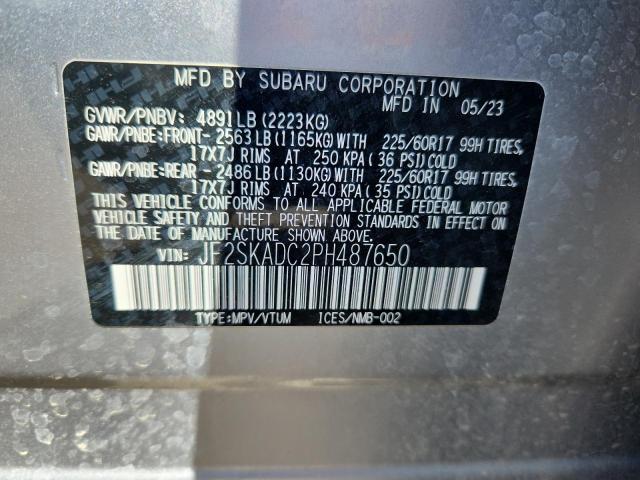 MFD BY SUBARU CORPORATION
GVWR/PNBV: 4891LB(2223KG) MFD IN 05/23
GAWR/PNBE:FRONT- 2563LB(1165KG)WITH 225/60R17 99H TIRES,
17X7J RIMS AT 250 KPA( 36 PSI)COLD
GAWR/PNBE:REAR - 2486LB(1130KG)WITH 225/60R17 99H TIRES,
17X7J RIMS AT 240 KPA( 35 PSI)COLD
THIS VEHICLE CONFORMS TO ALL APPLICABLE FEDERAL MOTOR
VEHICLE SAFETY AND THEFT PREVENTION STANDARDS IN EFFECT ON
THE DATE OF MANUFACTURE SHOWN ABOVE.
VIN: JF2SKADC2PH487650
TYPE:MPV/VTUM ICES/NMB-002